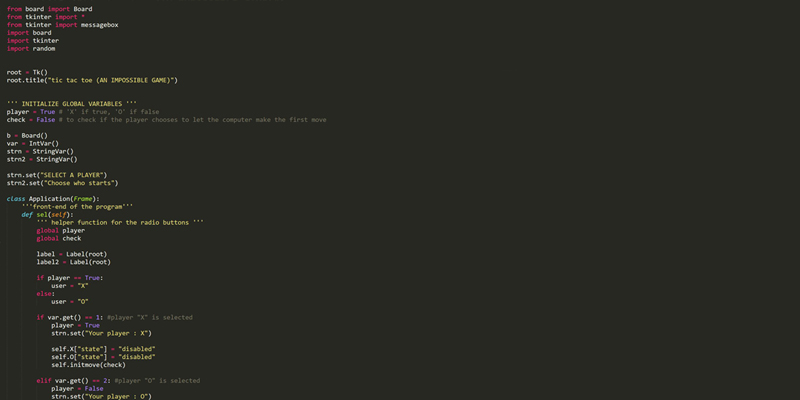 from board import Board
from tkinter import *
from tkinter import messagebox
import board
import tkinter
import random
root = Tk()
root.title("tic tac toe (AN IMPOSSIBLE GAME)")
''' INITIALIZE GLOBAL VARIABLES '''
player = True # 'X' if true, 'O' if false
check = False # to check if the player chooses to let the computer make the first move
b = Board()
var = IntVar()
strn = StringVar()
strn2 = StringVar()
strn.set("SELECT A PLAYER")
strn2.set("Choose who starts")
class Application(Frame):
'''front-end of the program'''
def sel(self):
''' helper function for the radio buttons '''
global player
global check
label = Label(root)
label2 = Label(root)
if player == True:
user = "X"
else:
user = "O"
if var.get() == 1: #player "X" is selected
player = True
strn.set("Your player : X")
self.X["state"] = "disabled"
self.O["state"] = "disabled"
self.initmove(check)
elif var.get() == 2: #player "O" is selected
player = False
strn.set("Your player : O")